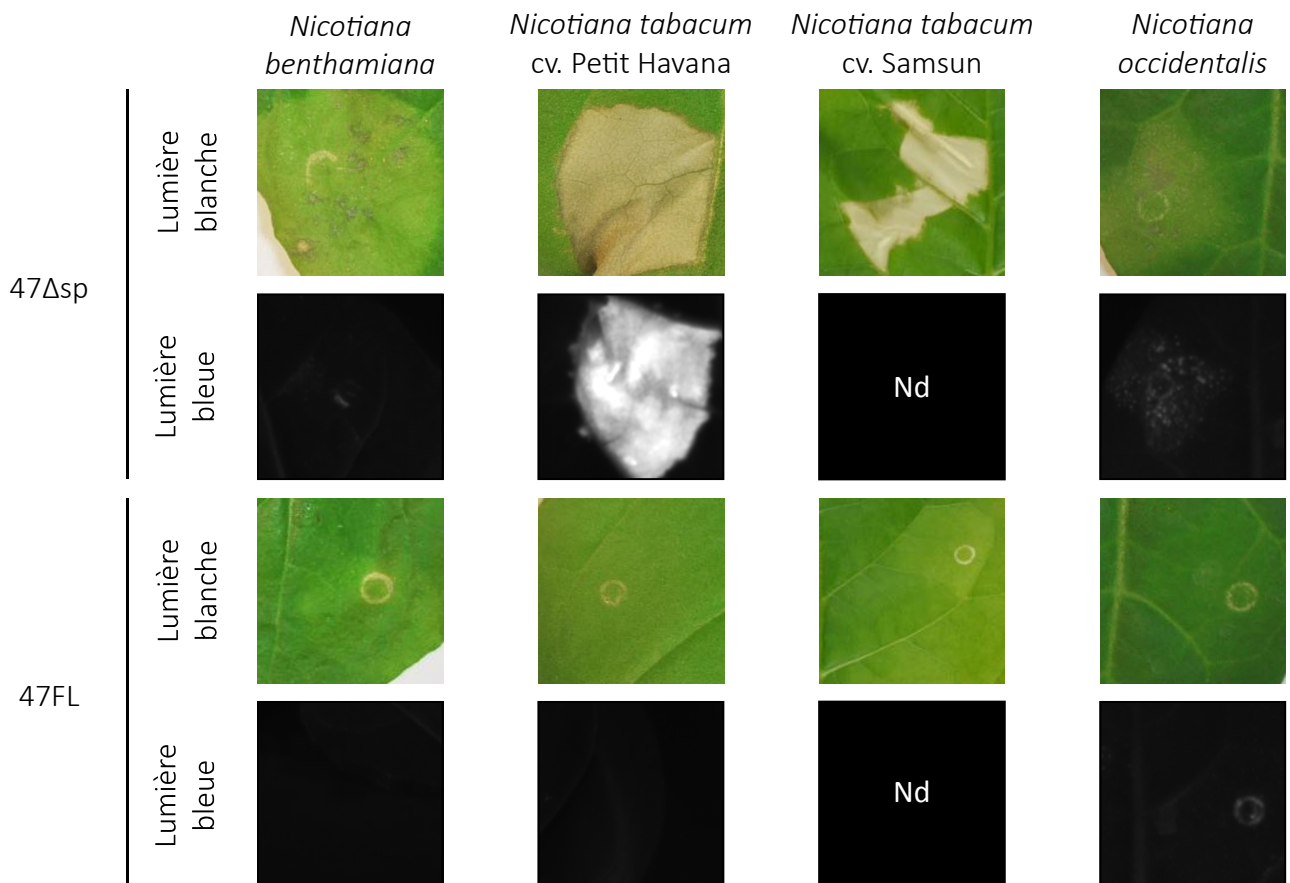 Nicotiana
benthamiana
Nicotiana tabacum
cv. Petit Havana
Nicotiana tabacum
cv. Samsun
Nicotiana
occidentalis
47Δsp
Lumière
blanche
Lumière
bleue
Nd
47FL
Lumière
blanche
Lumière
bleue
Nd